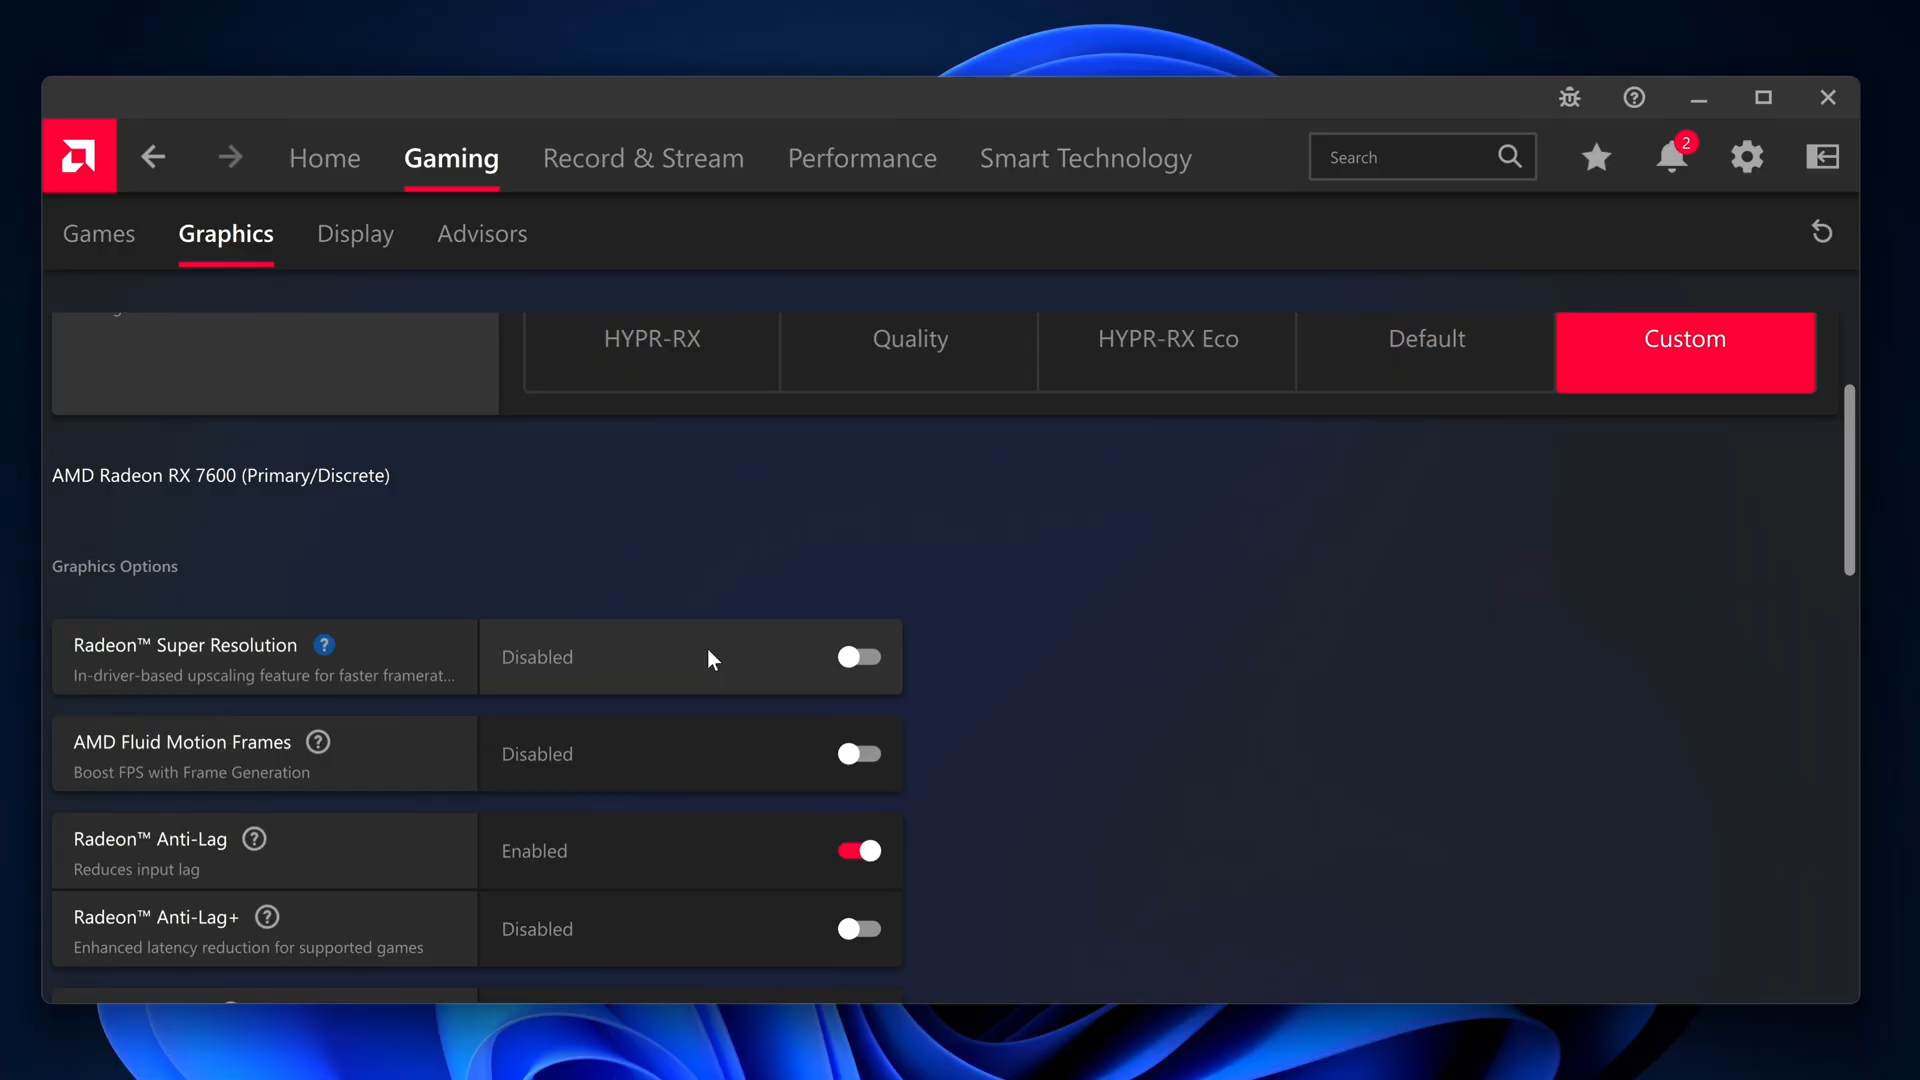 2
Home
Gaming
Record & Stream
Performance
Smart Technology
Search
Games
Graphics
Display
Advisors
HYPR-RX
Quality
HYPR-RX Eco
Default
Custom
AMD Radeon RX 7600 (Primary/Discrete)
Graphics Options
Radeon™ Super Resolution
In-driver-based upscaling feature for faster framerat...
Disabled
AMD Fluid Motion Frames
Boost FPS with Frame Generation
Disabled
Radeon™ Anti-Lag
Reduces input lag
Enabled
Radeon™ Anti-Lag+
Enhanced latency reduction for supported games
Disabled